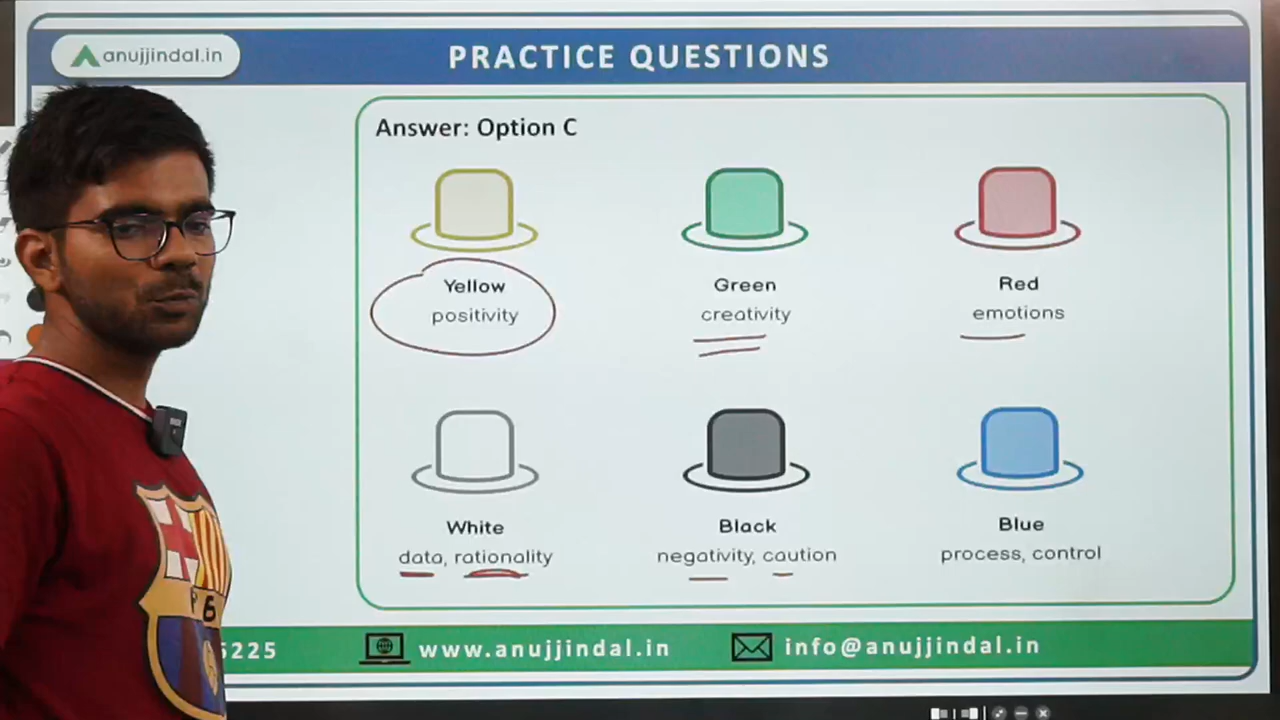 anujjindal.in
PRACTICE QUESTIONS
Answer: Option C
Yellow
positivity
Green
creativity
Red
emotions
White
data, rationality
Black
negativity, caution
Blue
process, control
5225
www.anujjindal.in
info@anujjindal.in